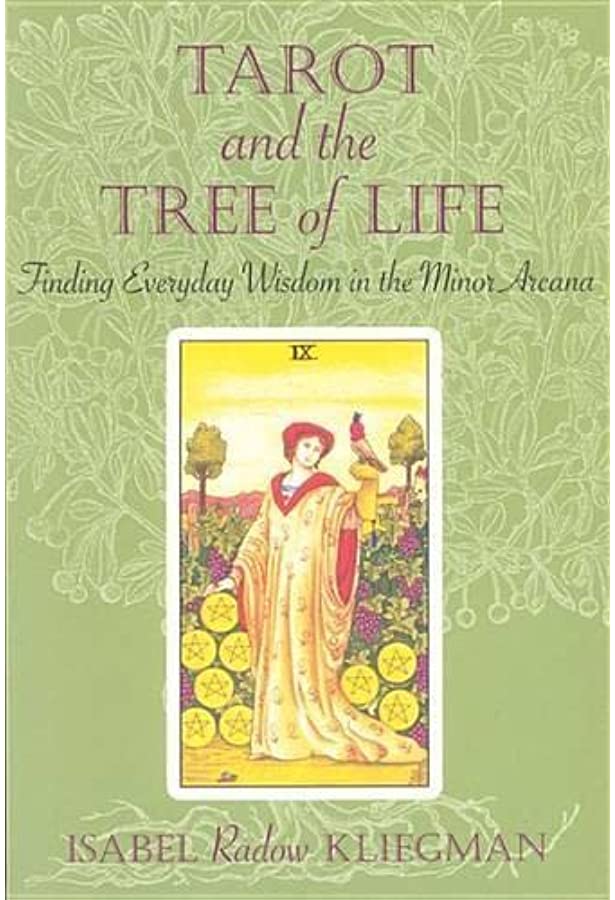 TAROT
and the
TREE of LIFE
Finding Everyday Wisdom in the Minor Arcana
IX.
ISABEL Radow KLIEGMAN